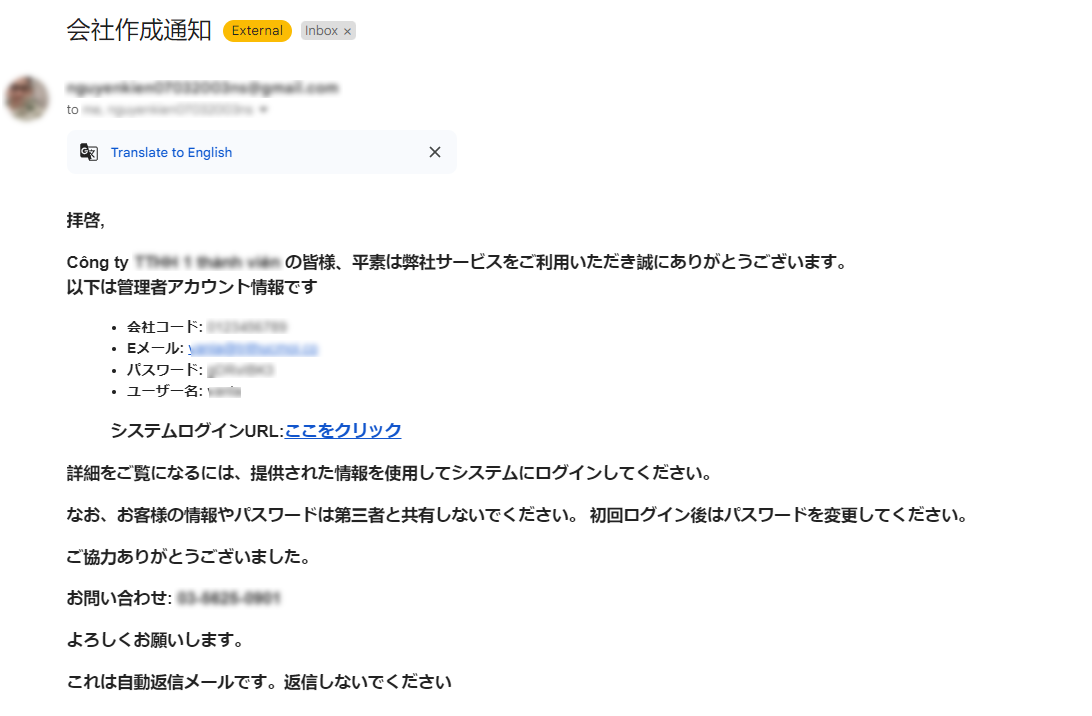 会社作成通知 External Inbox ×
to
Translate to English
拝啓,
Công ty の皆様、平素は弊社サービスをご利用いただき誠にありがとうございます。
以下は管理者アカウント情報です
• 会社コード:
• Eメール:
• パスワード:
• ユーザー名:
システムログインURL:ここをクリック
詳細をご覧になるには、提供された情報を使用してシステムにログインしてください。
なお、お客様の情報やパスワードは第三者と共有しないでください。 初回ログイン後はパスワードを変更してください。
ご協力ありがとうございました。
お問い合わせ:
よろしくお願いします。
これは自動返信メールです。返信しないでください